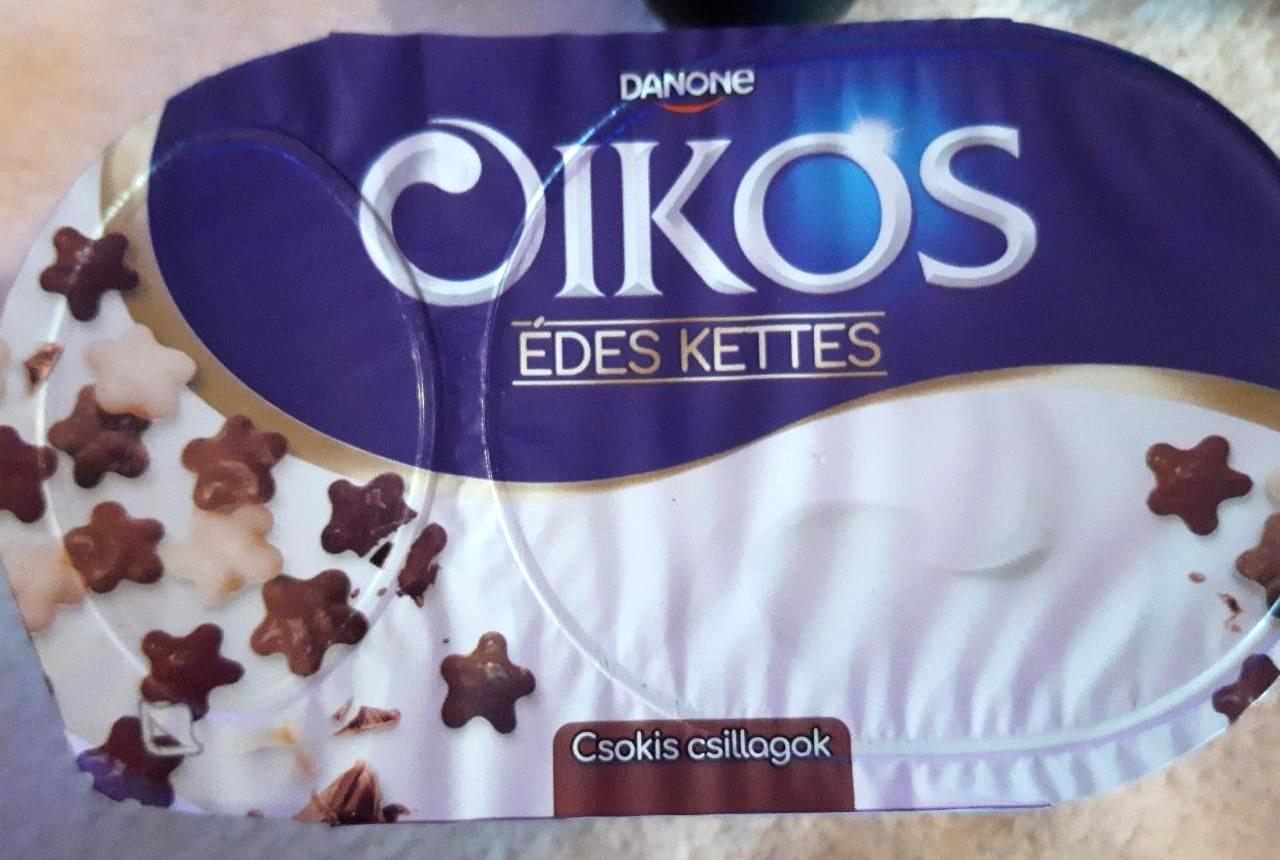 DANONE
OIKOS
ÉDES KETTES
Csokis csillagok